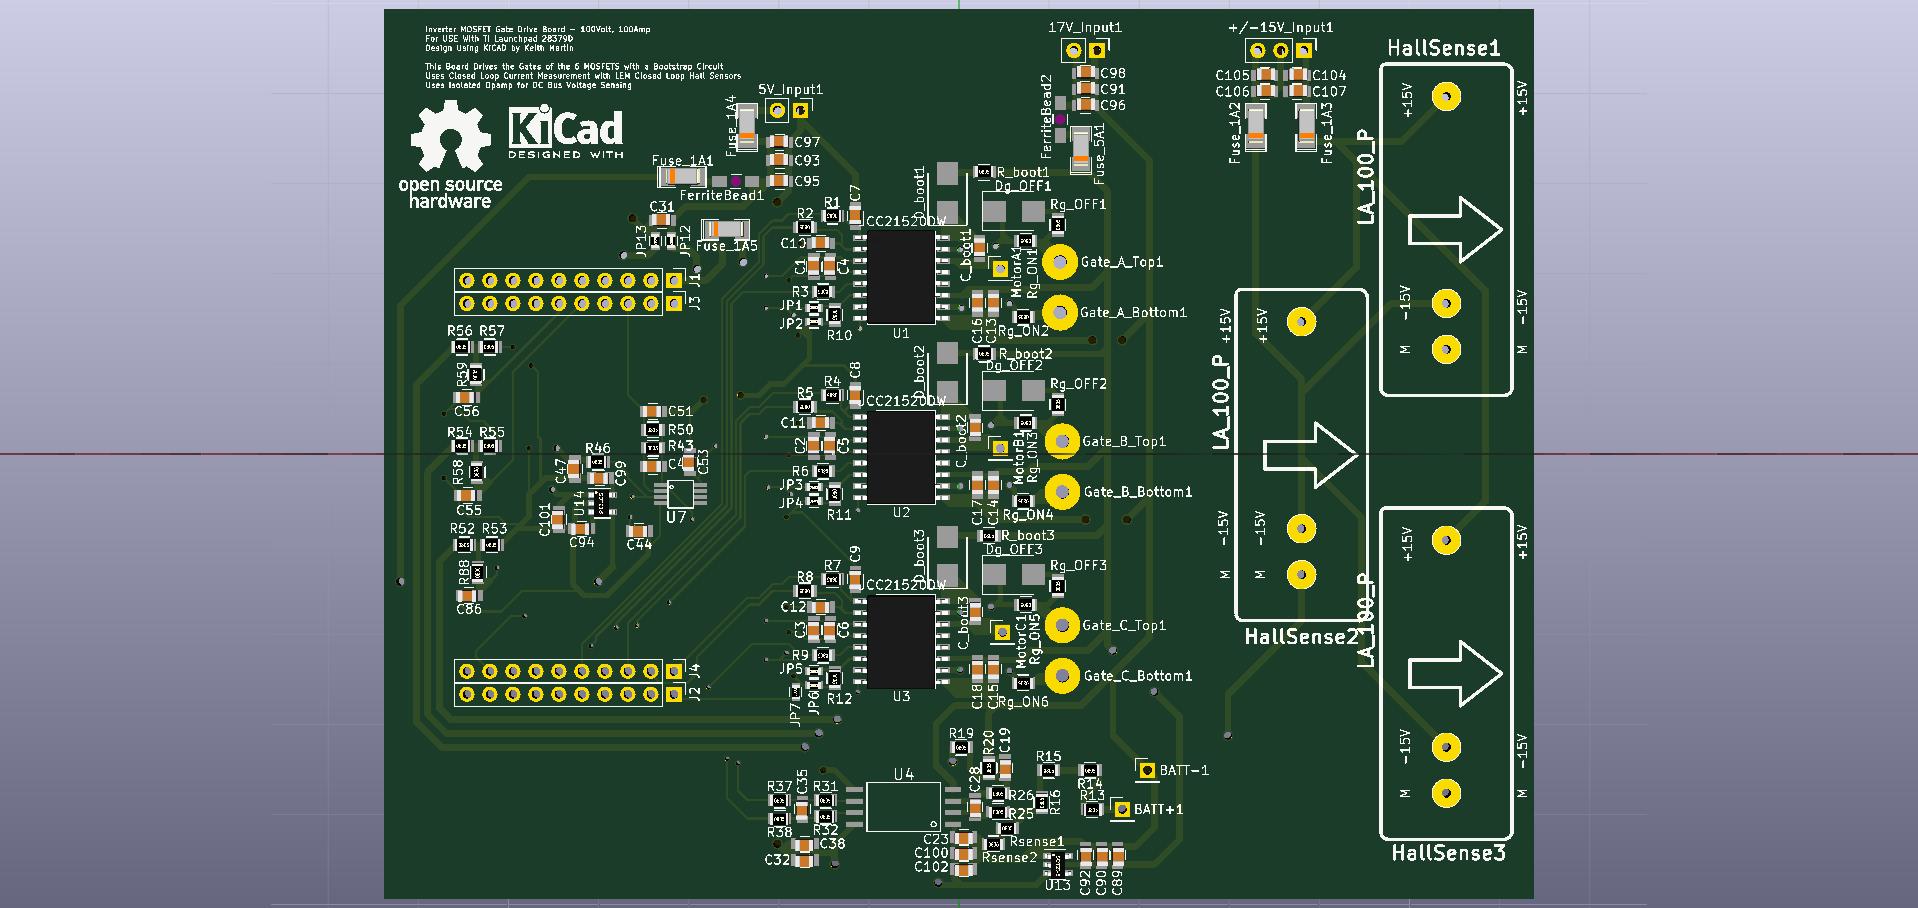 Inverter MOSFET Gate Drive Board - 100Volt, 100Amp
For USE With TI Launchpad 28379D
Design Using KiCAD by Keith Martin
This Board Drives the Gates of the 6 MOSFETS with a Bootstrap Circuit
Uses Closed Loop Current Measurement with LEM Closed Loop Hall Sensors
Uses Isolated Opamp for DC Bus Voltage Sensing
open source
hardware
KiCad
DESIGNED WITH
5V_Input1
Fuse_1A4
C97
C93
C95
Fuse_1A1
FerriteBead1
C31
JP13
JP12
Fuse_1A5
17V_Input1
C98
C91
C96
FerriteBead2
Fuse_5A1
+/-15V_Input1
C105
C104
C106
C107
Fuse_1A2
Fuse_1A3
HallSense1
+15V
+15V
LA_100_P
-15V
-15V
M
M
J1
J3
R1
R2
C7
C10
C1
C4
R3
JP1
JP2
R10
UCC21520DW
U1
D_boot1
R_boot1
Dg_OFF1
Rg_OFF1
C_boot1
MotorA1
Rg_ON1
Gate_A_Top1
Gate_A_Bottom1
C16
C13
Rg_ON2
R56
R57
R59
C56
R54
R55
R58
C55
R52
R53
R88
C86
C51
R50
R43
C53
R46
C47
C99
U14
C101
C94
C44
U7
R4
R5
C8
C11
C2
C5
R6
JP3
JP4
R11
UCC21520DW
U2
D_boot2
R_boot2
Dg_OFF2
Rg_OFF2
C_boot2
MotorB1
Rg_ON3
Gate_B_Top1
Gate_B_Bottom1
C17
C14
Rg_ON4
LA_100_P
+15V
+15V
-15V
-15V
M
M
HallSense2
R7
R8
C9
C12
C3
C6
R9
JP5
JP6
JP7
R12
UCC21520DW
U3
D_boot3
R_boot3
Dg_OFF3
Rg_OFF3
C_boot3
MotorC1
Rg_ON5
Gate_C_Top1
Gate_C_Bottom1
C18
C15
Rg_ON6
LA_100_P
+15V
+15V
-15V
-15V
M
M
HallSense3
J4
J2
R19
R20
C19
R15
R14
BATT-1
U4
R37
C35
R31
R38
R32
C38
C32
C28
R26
R25
R16
R13
BATT+1
C23
C100
C102
Rsense1
Rsense2
U13
C92
C90
C89